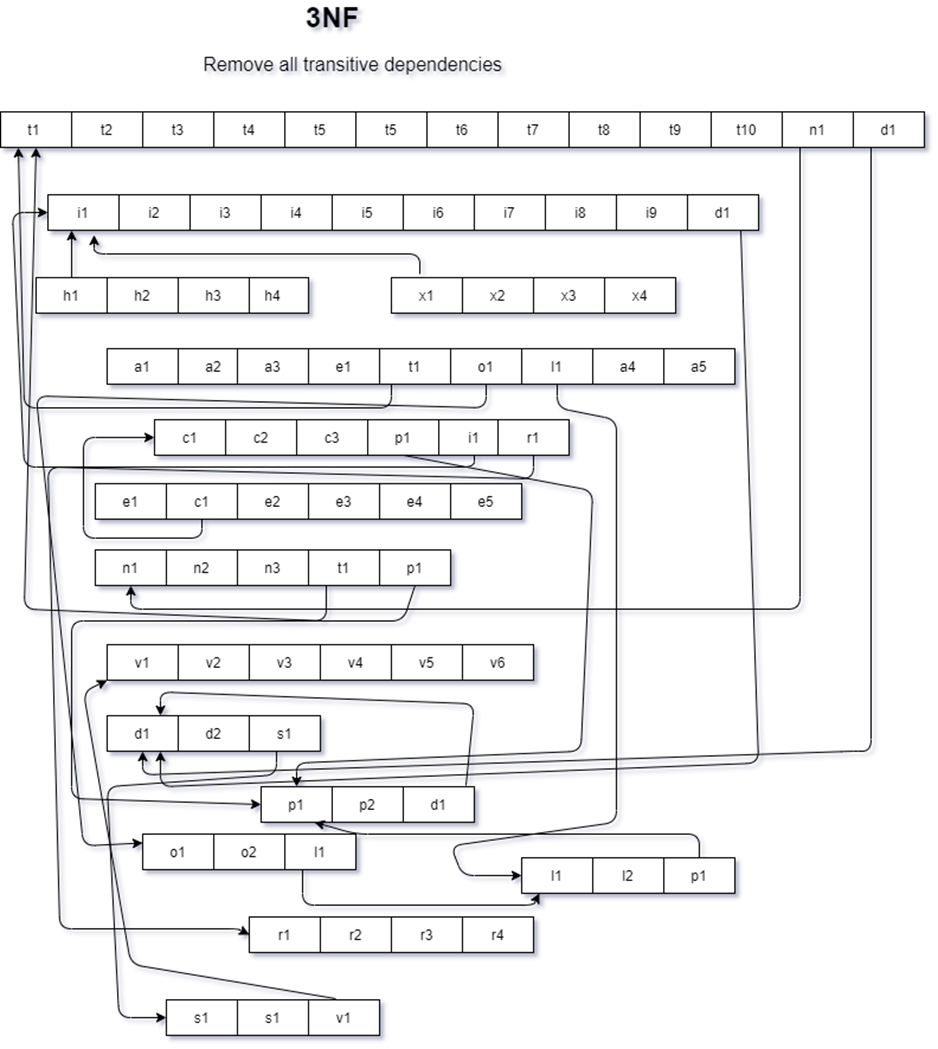 3NF
Remove all transitive dependencies
t1 t2 t3 t4 t5 t5 t6 t7 t8 t9 t10 n1 d1
i1 i2 i3 i4 i5 i6 i7 i8 i9 d1
h1 h2 h3 h4 x1 x2 x3 x4
a1 a2 a3 e1 t1 o1 l1 a4 a5
c1 c2 c3 p1 i1 r1
e1 c1 e2 e3 e4 e5
n1 n2 n3 t1 p1
v1 v2 v3 v4 v5 v6
d1 d2 s1
p1 p2 d1
o1 o2 l1
l1 l2 p1
r1 r2 r3 r4
s1 s1 v1